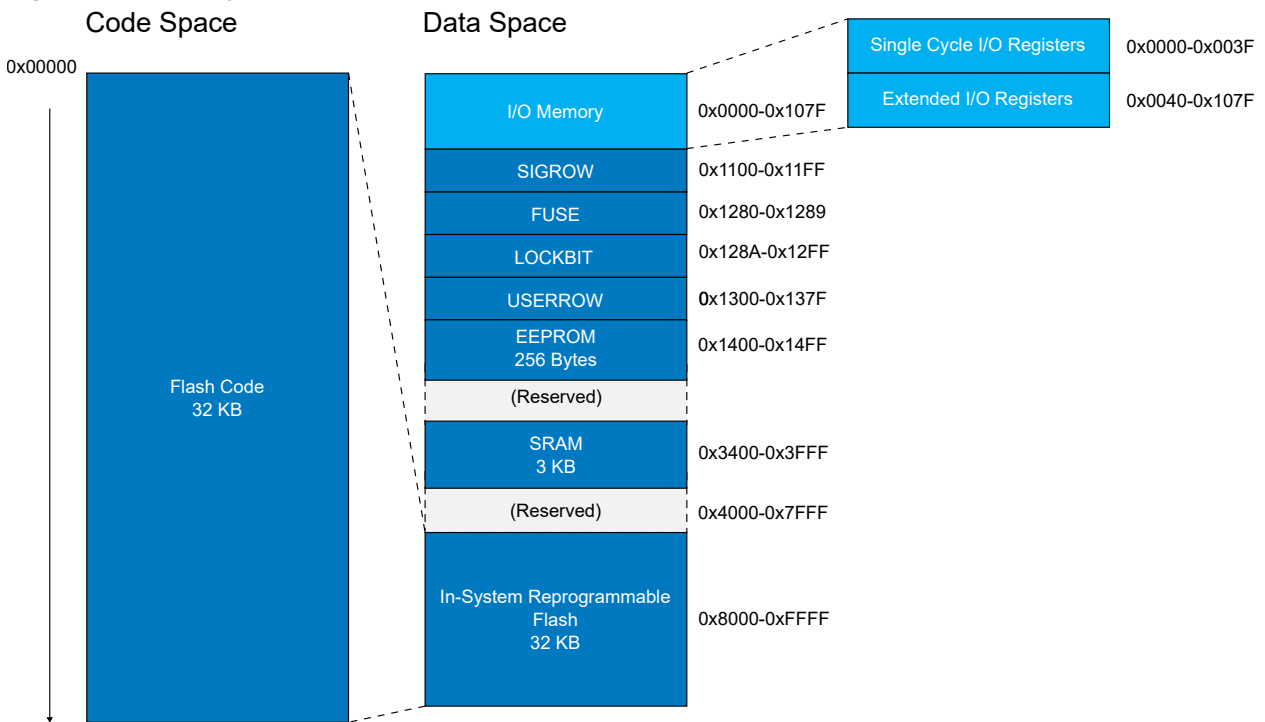 Code Space
Data Space
0x00000
Flash Code
32 KB
I/O Memory
0x0000-0x107F
Single Cycle I/O Registers
0x0000-0x003F
Extended I/O Registers
0x0040-0x107F
SIGROW
0x1100-0x11FF
FUSE
0x1280-0x1289
LOCKBIT
0x128A-0x12FF
USERROW
0x1300-0x137F
EEPROM
256 Bytes
0x1400-0x14FF
(Reserved)
SRAM
3 KB
0x3400-0x3FFF
(Reserved)
0x4000-0x7FFF
In-System Reprogrammable
Flash
32 KB
0x8000-0xFFFF